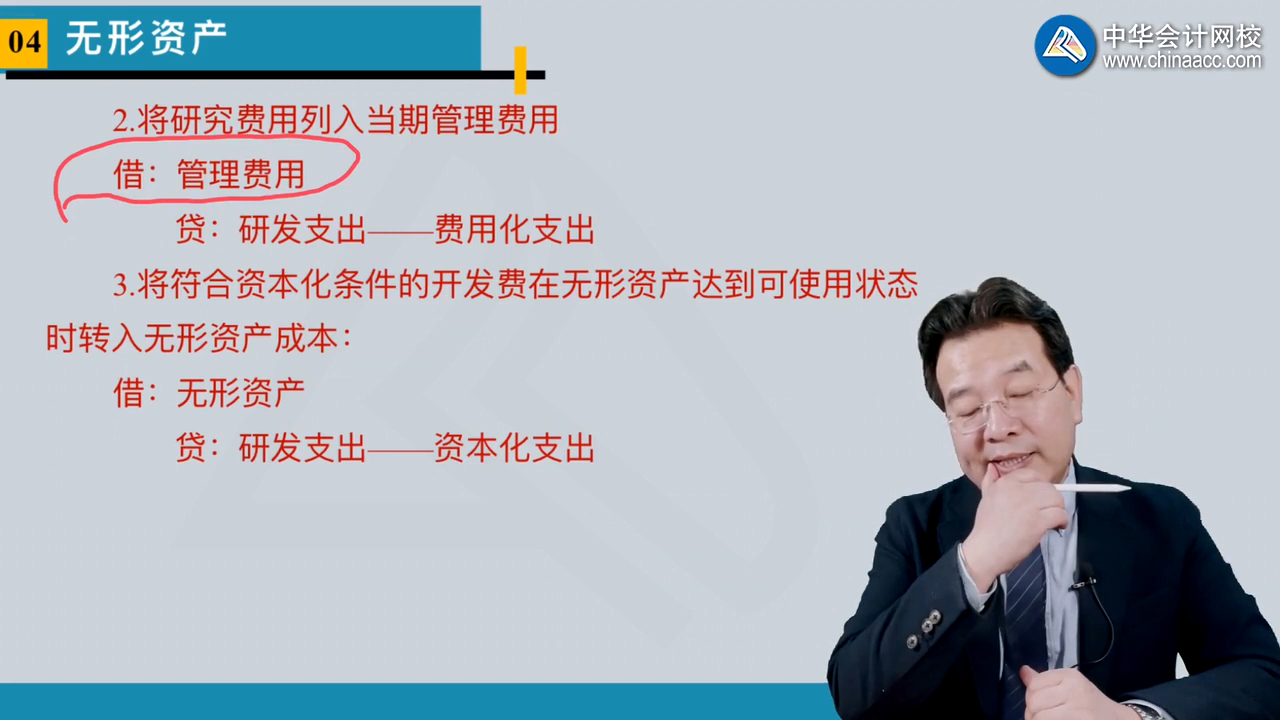 04 无形资产
中华会计网校
www.chinaacc.com
2.将研究费用列入当期管理费用
借：管理费用
贷：研发支出——费用化支出
3.将符合资本化条件的开发费在无形资产达到可使用状态
时转入无形资产成本：
借：无形资产
贷：研发支出——资本化支出